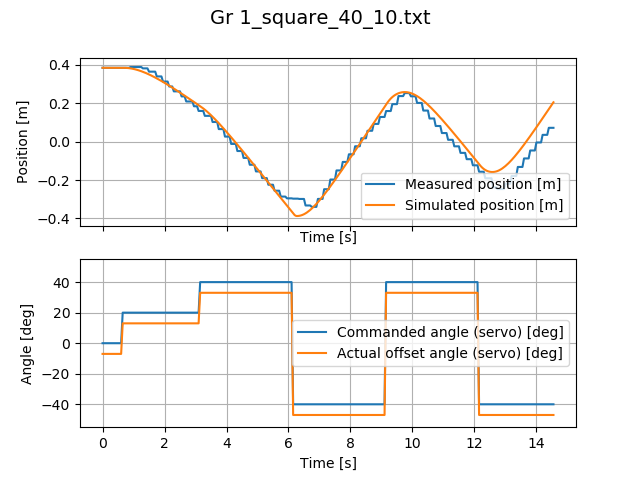 Gr 1_square_40_10.txt
0.4
0.2
0.0
−0.2
−0.4
Position [m]
Measured position [m]
Simulated position [m]
Time [s]
40
20
0
−20
−40
Angle [deg]
Commanded angle (servo) [deg]
Actual offset angle (servo) [deg]
0 2 4 6 8 10 12 14
Time [s]